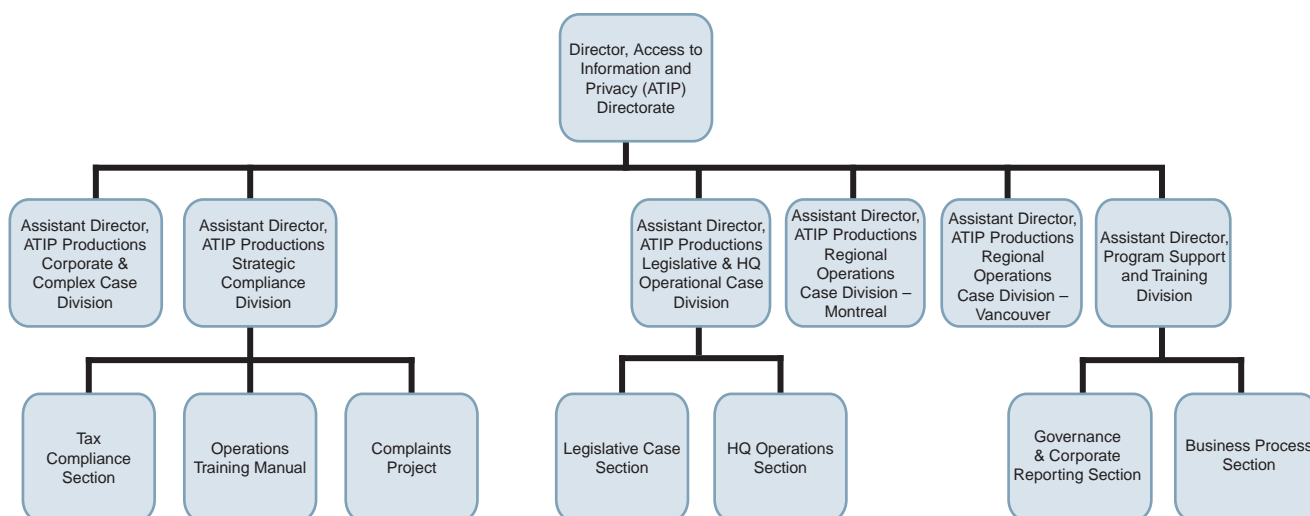 Director, Access to
Information and
Privacy (ATIP)
Directorate
Assistant Director,
ATIP Productions
Corporate &
Complex Case
Division
Assistant Director,
ATIP Productions
Strategic
Compliance
Division
Assistant Director,
ATIP Productions
Legislative & HQ
Operational Case
Division
Assistant Director,
ATIP Productions
Regional
Operations
Case Division –
Montreal
Assistant Director,
ATIP Productions
Regional
Operations
Case Division –
Vancouver
Assistant Director,
Program Support
and Training
Division
Tax
Compliance
Section
Operations
Training Manual
Complaints
Project
Legislative Case
Section
HQ Operations
Section
Governance
& Corporate
Reporting Section
Business Process
Section